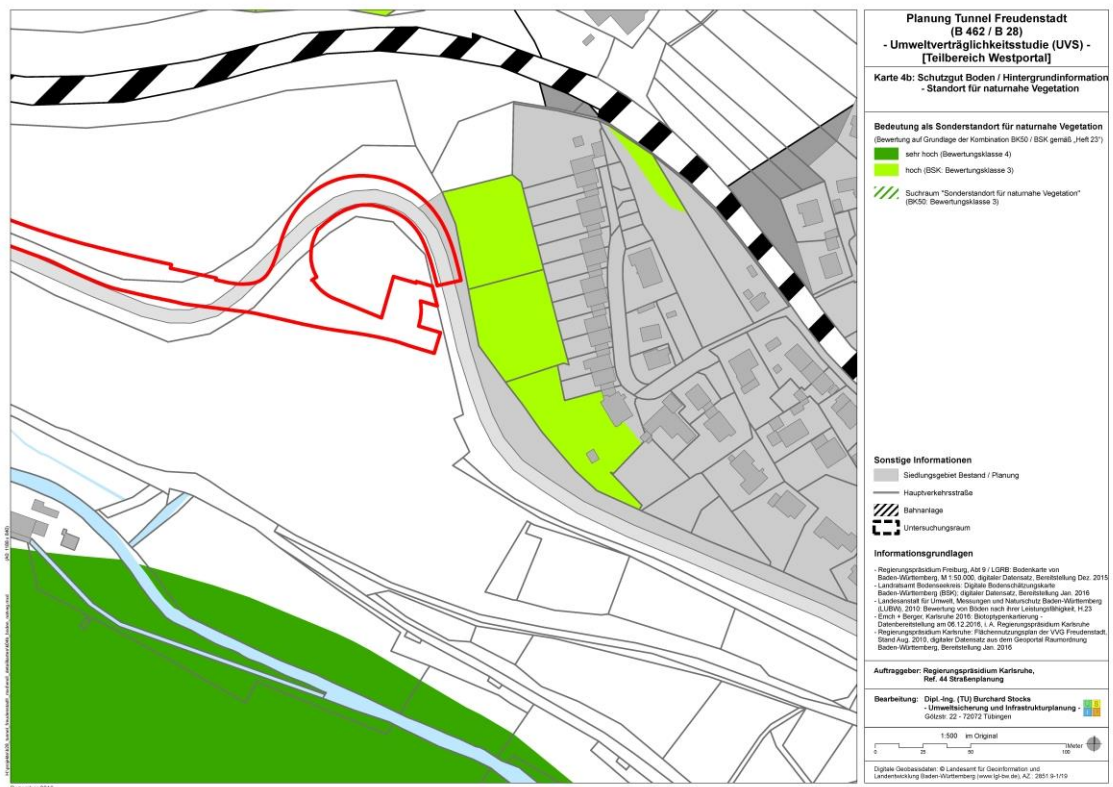 Planung Tunnel Freudenstadt
(B 462 / B 28)
- Umweltverträglichkeitsstudie (UVS) -
[Teilbereich Westportal]
Karte 4b: Schutzgut Boden / Hintergrundinformation
- Standort für naturnahe Vegetation
Bedeutung als Sonderstandort für naturnahe Vegetation
(Bewertung auf Grundlage der Kombination BK50 / BSK gemäß „Heft 23")
sehr hoch (Bewertungsklasse 4)
hoch (BSK: Bewertungsklasse 3)
Suchraum "Sonderstandort für naturnahe Vegetation"
(BK50: Bewertungsklasse 3)
Sonstige Informationen
Siedlungsgebiet Bestand / Planung
Hauptverkehrsstraße
Bahnanlage
Untersuchungsraum
Informationsgrundlagen
- Regierungspräsidium Freiburg, Abt 9 / LGRB: Bodenkarte von
Baden-Württemberg, M 1:50.000, digitaler Datensatz, Bereitstellung Dez. 2015
- Landratsamt Bodenseekreis: Digitale Bodenschätzungskarte
Baden-Württemberg (BSK); digitaler Datensatz, Bereitstellung Jan. 2016
- Landesanstalt für Umwelt, Messungen und Naturschutz Baden-Württemberg
(LUBW), 2010: Bewertung von Böden nach ihrer Leistungsfähigkeit, H.23
- Emch + Berger, Karlsruhe 2016: Biotoptypenkartierung -
Datenbereitstellung am 06.12.2016, i. A. Regierungspräsidium Karlsruhe
- Regierungspräsidium Karlsruhe: Flächennutzungsplan der VVG Freudenstadt,
Stand Aug. 2010, digitaler Datensatz aus dem Geoportal Raumordnung
Baden-Württemberg, Bereitstellung Jan. 2016
Auftraggeber: Regierungspräsidium Karlsruhe,
Ref. 44 Straßenplanung
Bearbeitung: Dipl.-Ing. (TU) Burchard Stocks
- Umweltsicherung und Infrastrukturplanung -
Gölzstr. 22 - 72072 Tübingen
1:500 im Original
0 25 50 100 Meter
Digitale Geobasisdaten: © Landesamt für Geoinformation und
Landentwicklung Baden-Württemberg (www.lgl-bw.de), AZ.: 2851.9-1/19